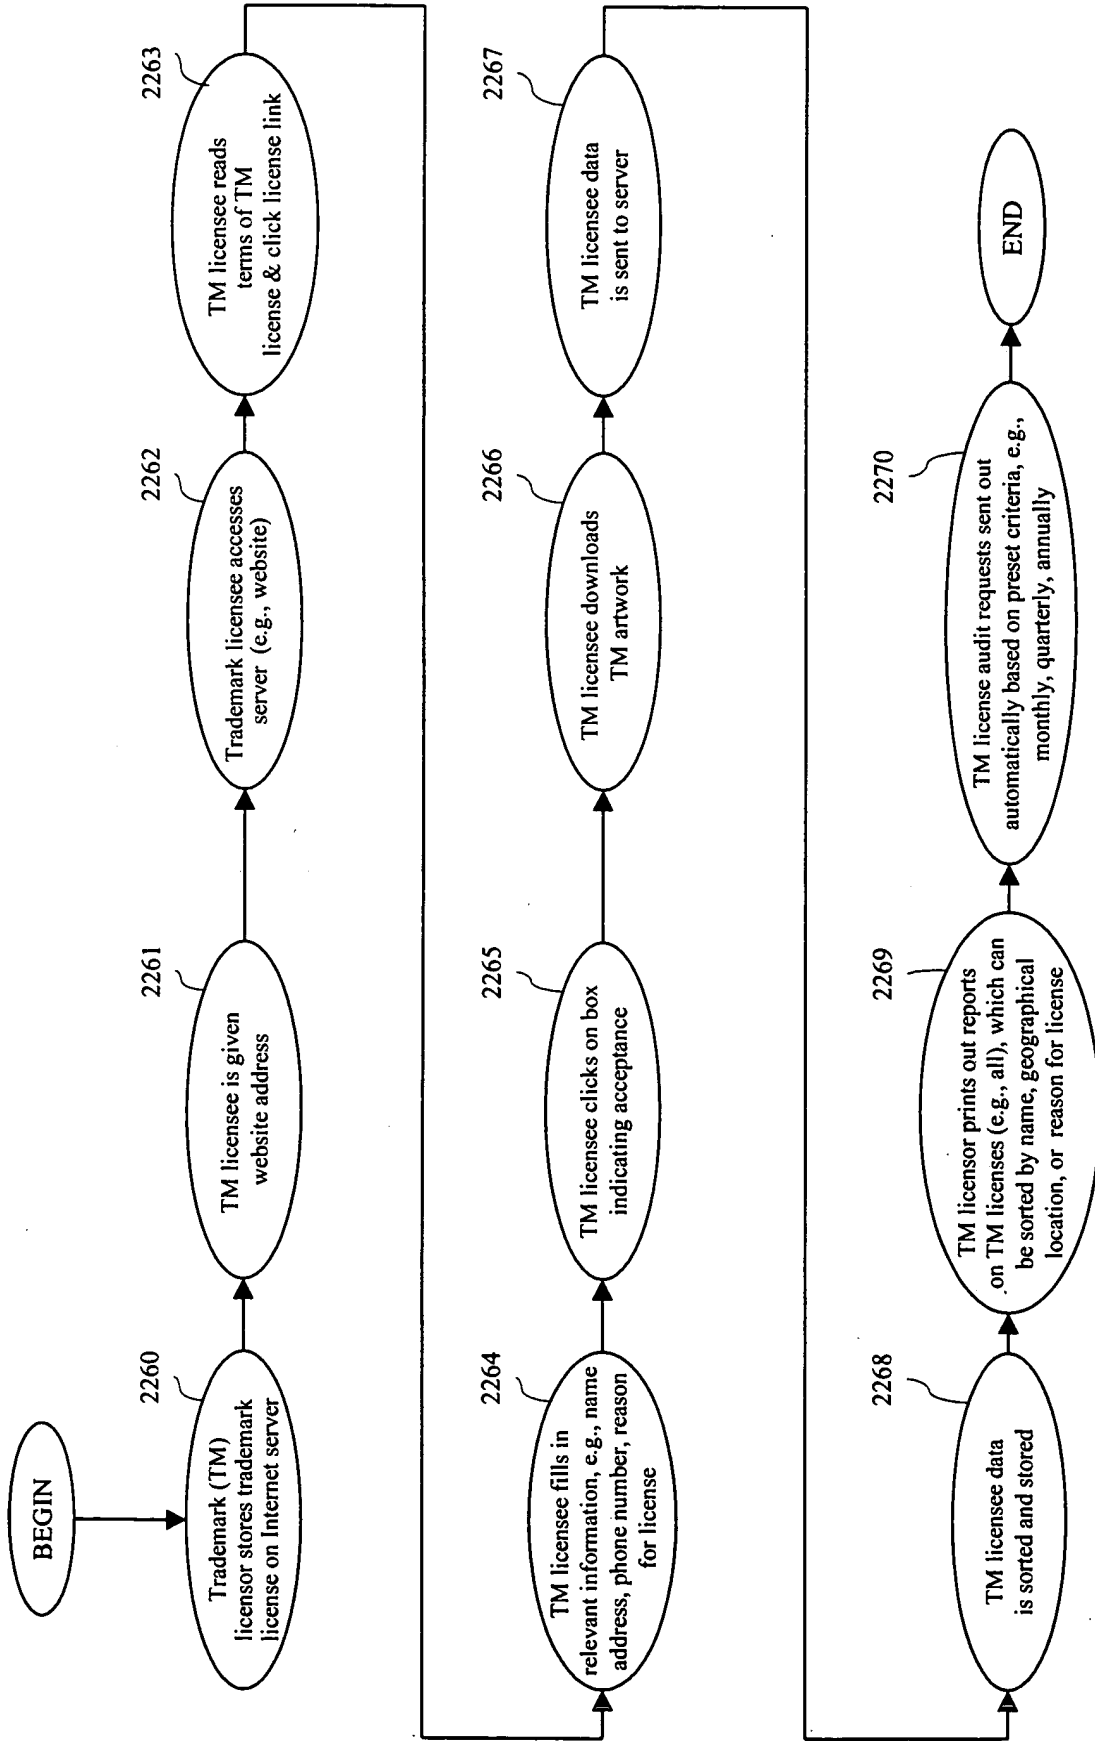 BEGIN
2260
Trademark (TM)
licensor stores trademark
license on Internet server
2261
TM licensee is given
website address
2262
Trademark licensee accesses
server (e.g., website)
2263
TM licensee reads
terms of TM
license & click license link
2264
TM licensee fills in
relevant information, e.g., name
address, phone number, reason
for license
2265
TM licensee clicks on box
indicating acceptance
2266
TM licensee downloads
TM artwork
2267
TM licensee data
is sent to server
2268
TM licensee data
is sorted and stored
2269
TM licensor prints out reports
on TM licenses (e.g., all), which can
be sorted by name, geographical
location, or reason for license
2270
TM license audit requests sent out
automatically based on preset criteria, e.g.,
monthly, quarterly, annually
END